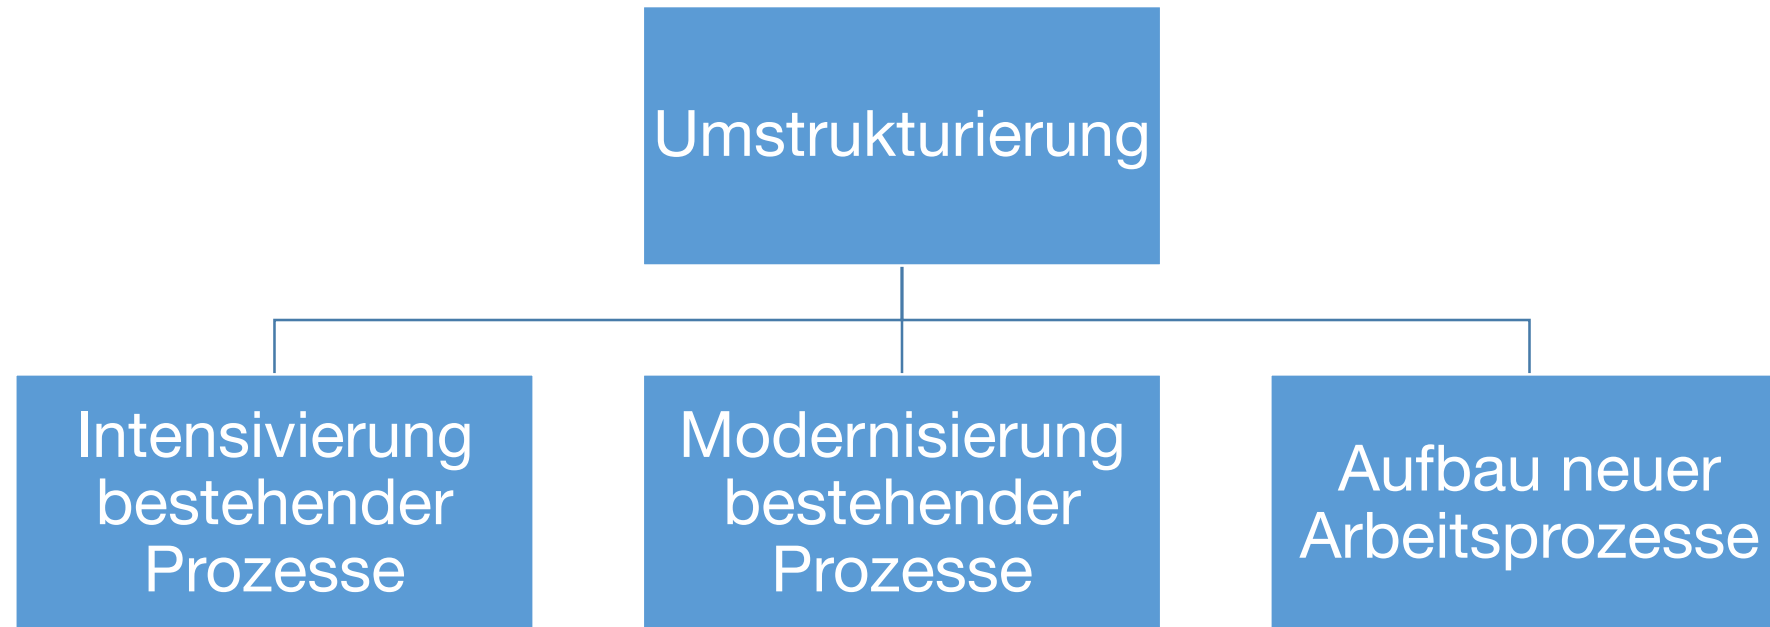 Umstrukturierung
Intensivierung
bestehender
Prozesse
Modernisierung
bestehender
Prozesse
Aufbau neuer
Arbeitsprozesse